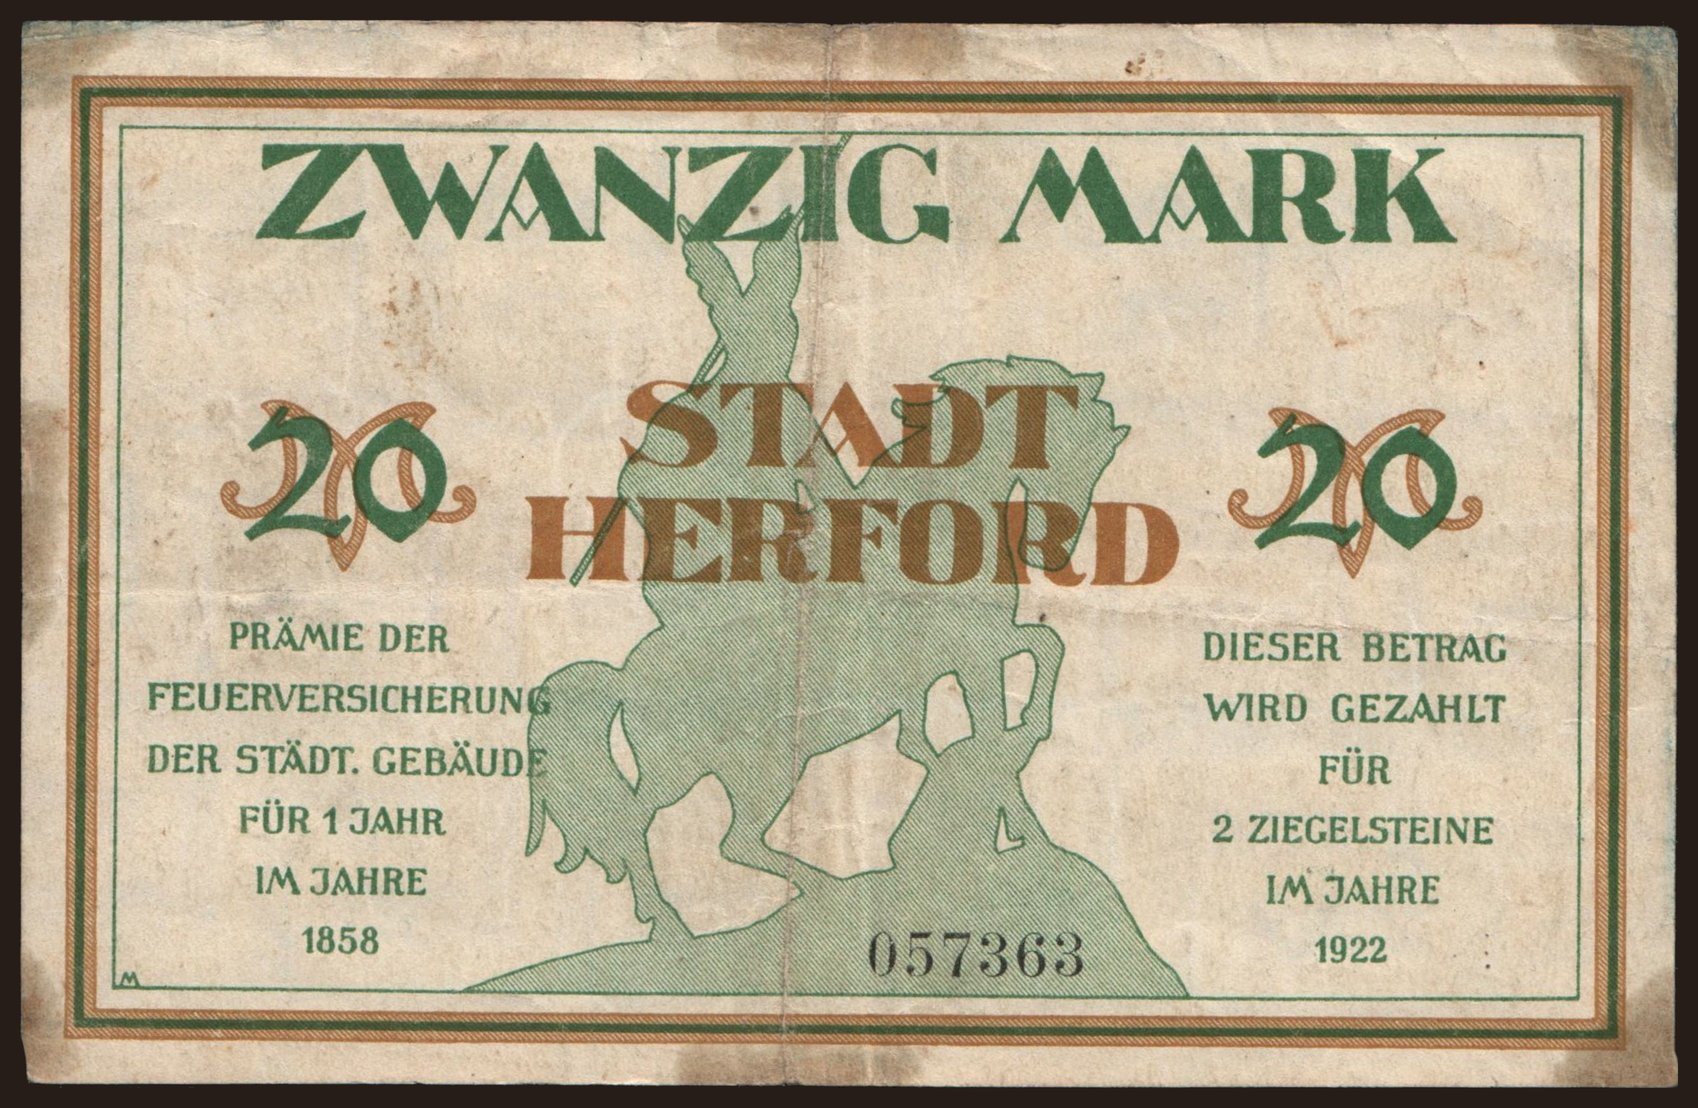 ZWANZIG MARK
20
STADT
HERFORD
20
PRÄMIE DER
FEUERVERSICHERUNG
DER STÄDT. GEBÄUDE
FÜR 1 JAHR
IM JAHRE
1858
DIESER BETRAG
WIRD GEZAHLT
FÜR
2 ZIEGELSTEINE
IM JAHRE
1922
057363
M